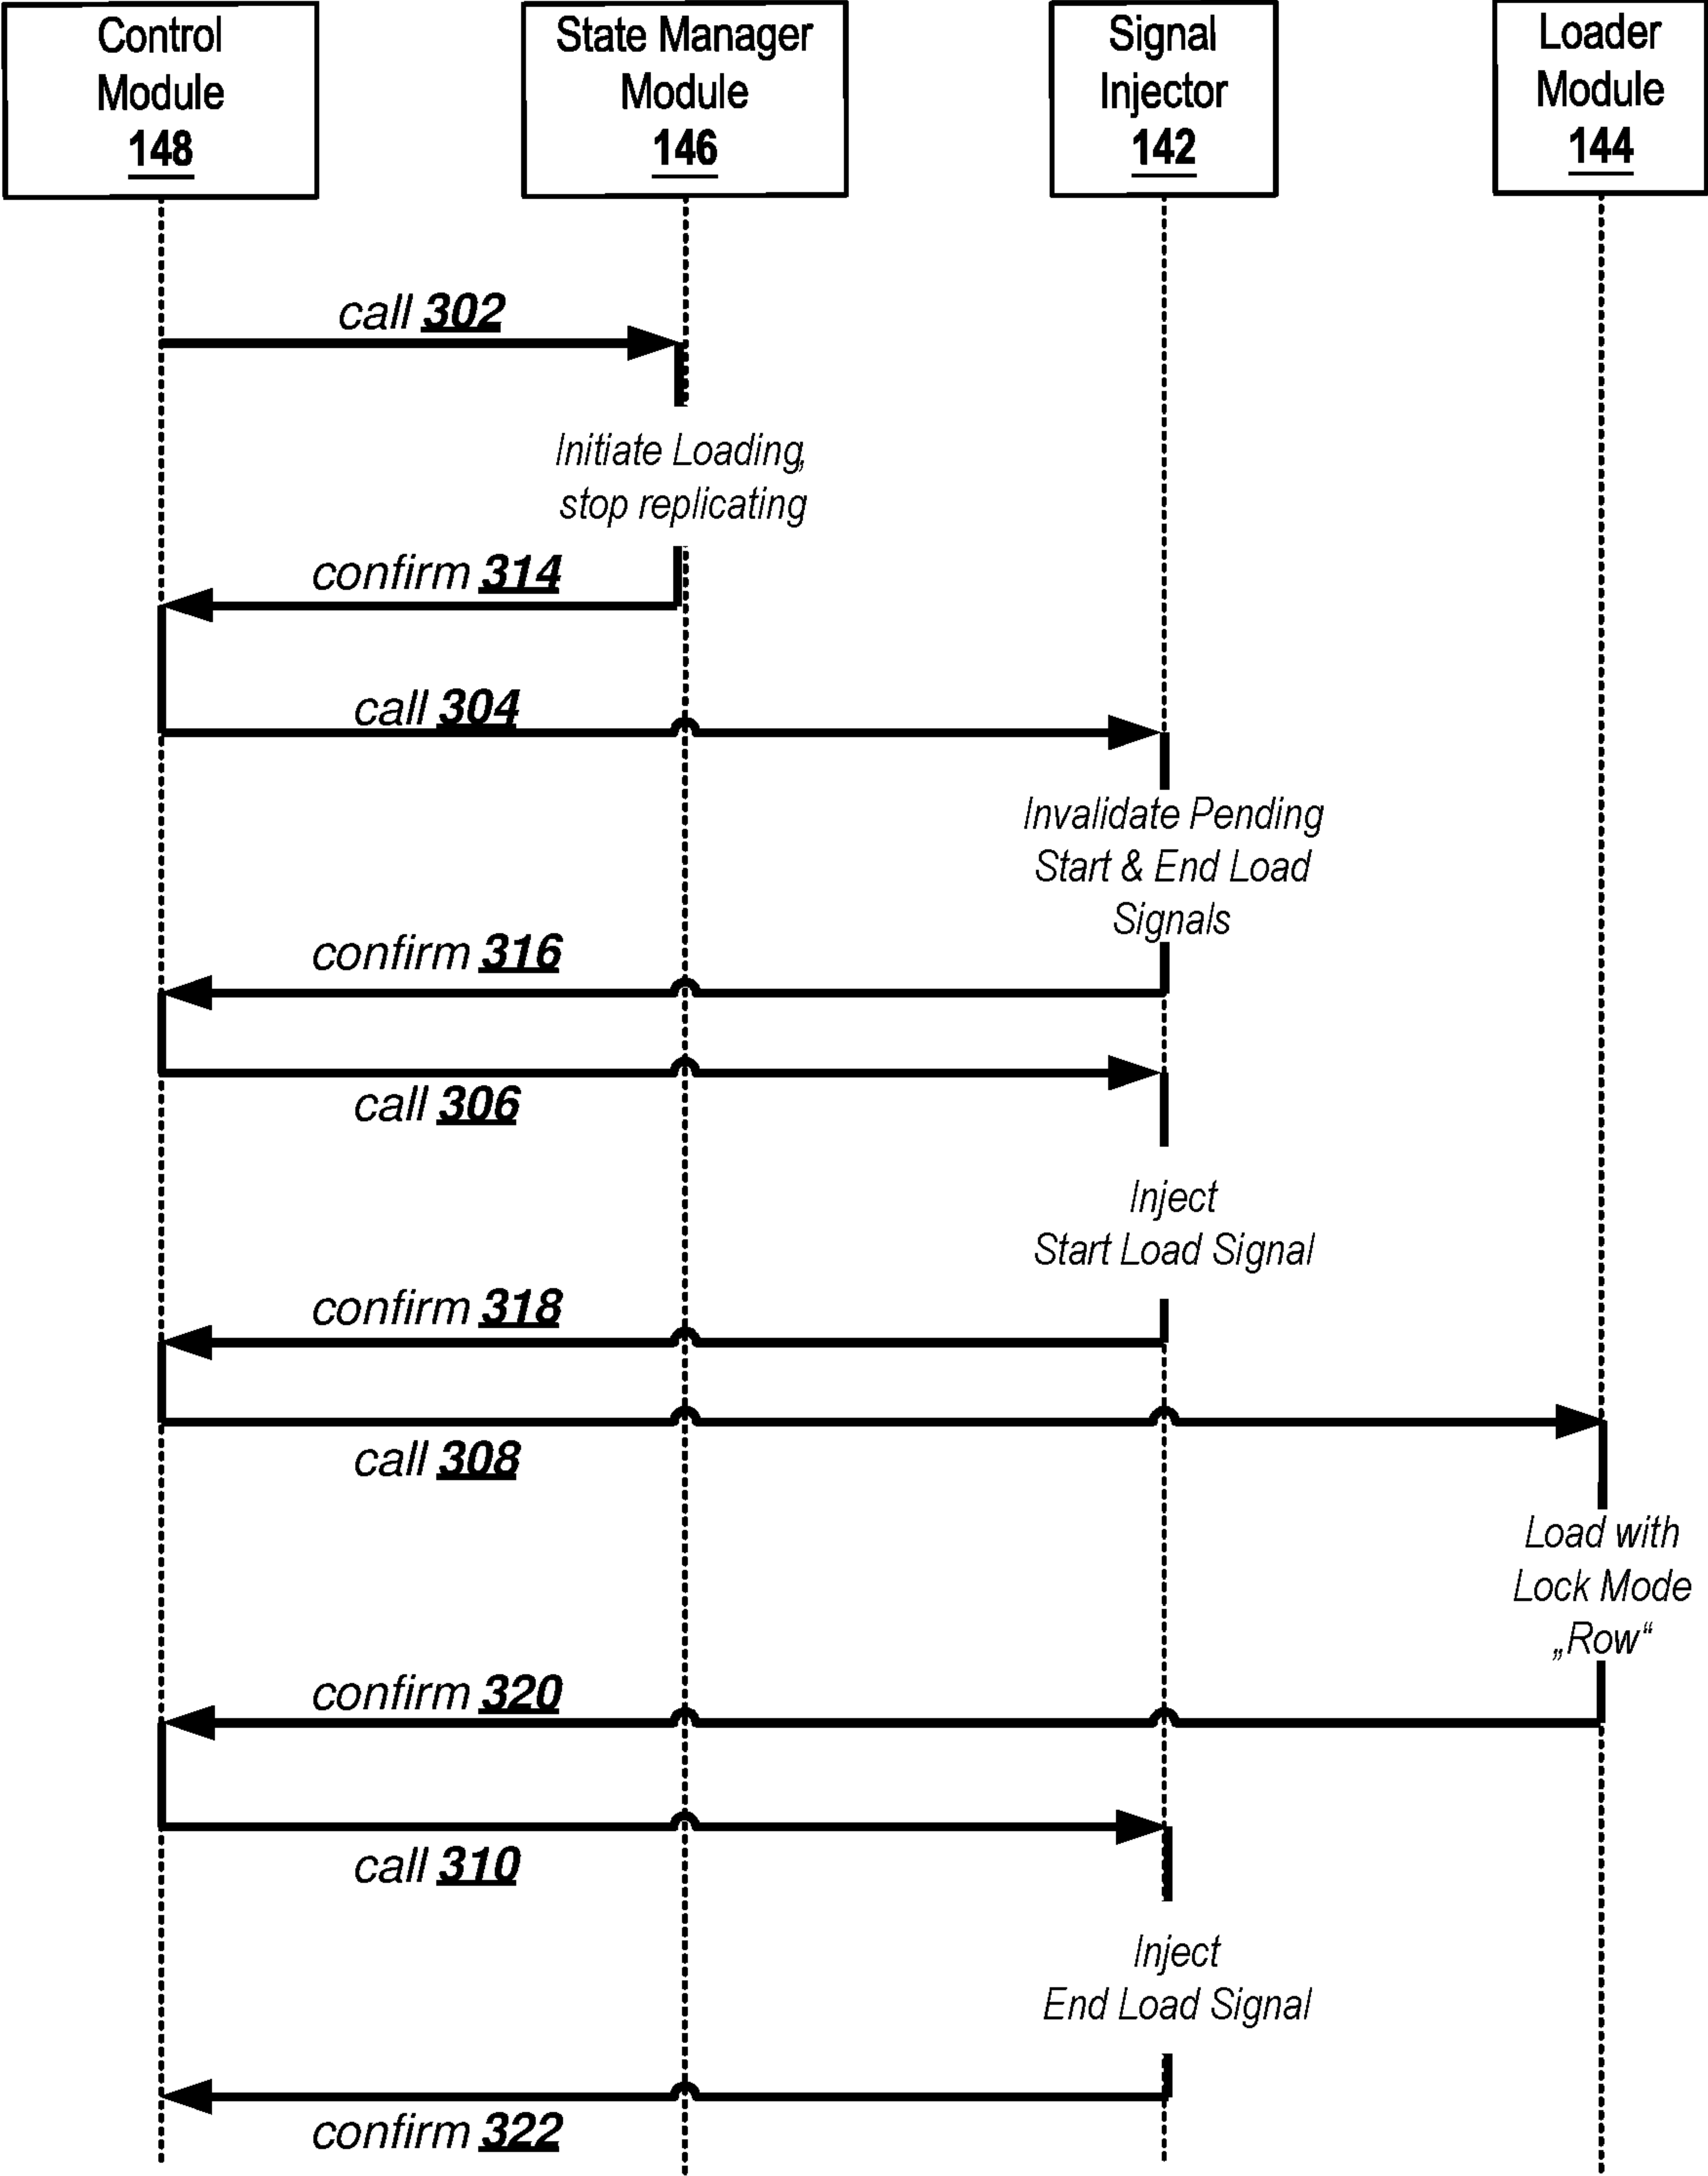 Control
Module
148
State Manager
Module
146
Signal
Injector
142
Loader
Module
144
call 302
Initiate Loading,
stop replicating
confirm 314
call 304
Invalidate Pending
Start & End Load
Signals
confirm 316
call 306
Inject
Start Load Signal
confirm 318
call 308
Load with
Lock Mode
„Row“
confirm 320
call 310
Inject
End Load Signal
confirm 322